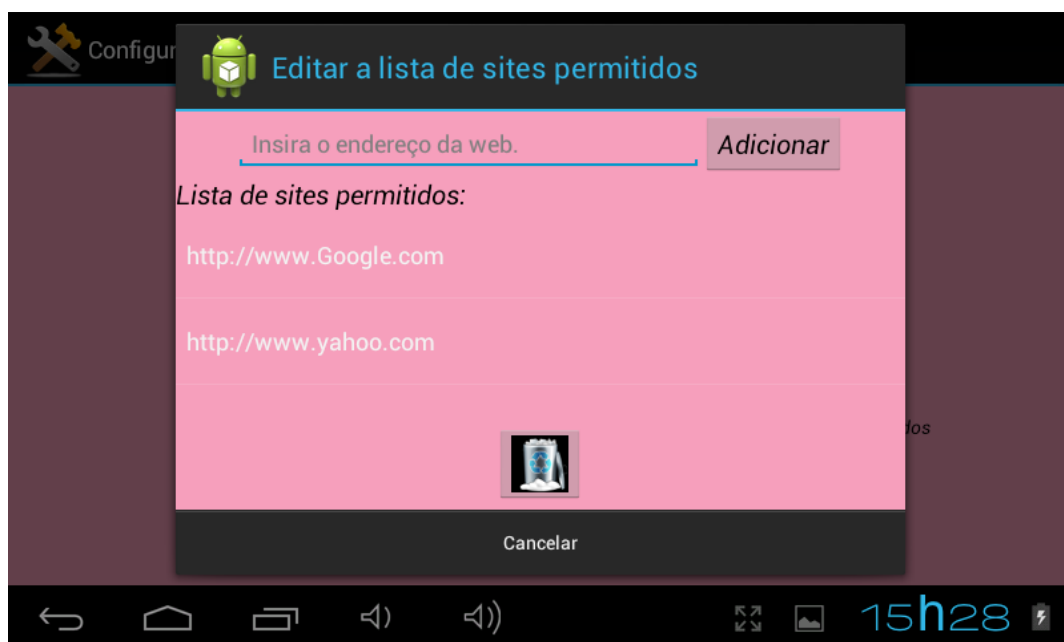 Configur
Editar a lista de sites permitidos
Insira o endereço da web.
Adicionar
Lista de sites permitidos:
http://www.Google.com
http://www.yahoo.com
dos
Cancelar
15h28